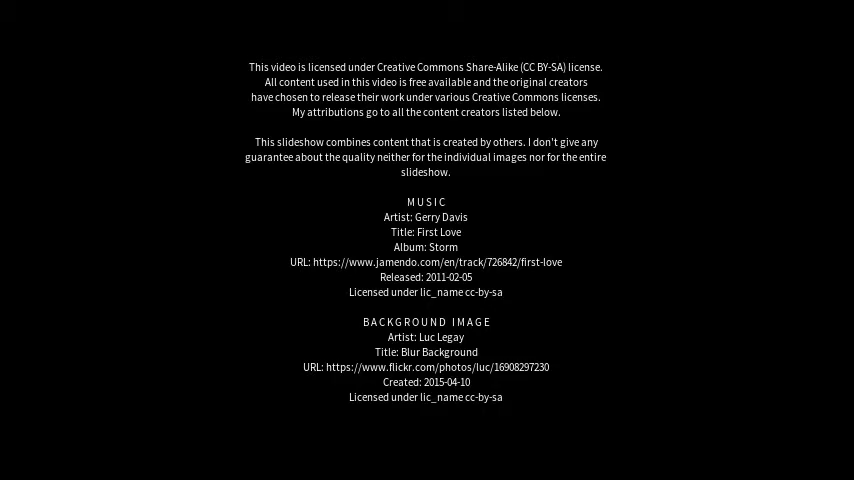 This video is licensed under Creative Commons Share-Alike (CC BY-SA) license.
All content used in this video is free available and the original creators
have chosen to release their work under various Creative Commons licenses.
My attributions go to all the content creators listed below.
This slideshow combines content that is created by others. I don't give any
guarantee about the quality neither for the individual images nor for the entire
slideshow.
MUSIC
Artist: Gerry Davis
Title: First Love
Album: Storm
URL: https://www.jamendo.com/en/track/726842/first-love
Released: 2011-02-05
Licensed under lic_name cc-by-sa
BACKGROUND IMAGE
Artist: Luc Legay
Title: Blur Background
URL: https://www.flickr.com/photos/luc/16908297230
Created: 2015-04-10
Licensed under lic_name cc-by-sa